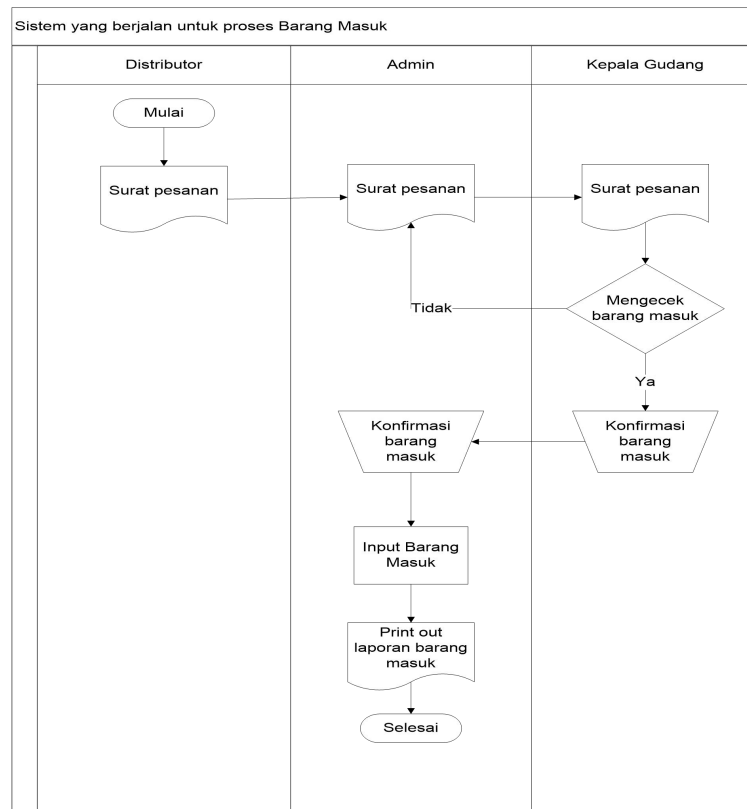 Sistem yang berjalan untuk proses Barang Masuk
Distributor
Admin
Kepala Gudang
Mulai
Surat pesanan
Surat pesanan
Surat pesanan
Mengecek
barang masuk
Tidak
Ya
Konfirmasi
barang
masuk
Konfirmasi
barang
masuk
Input Barang
Masuk
Print out
laporan barang
masuk
Selesai